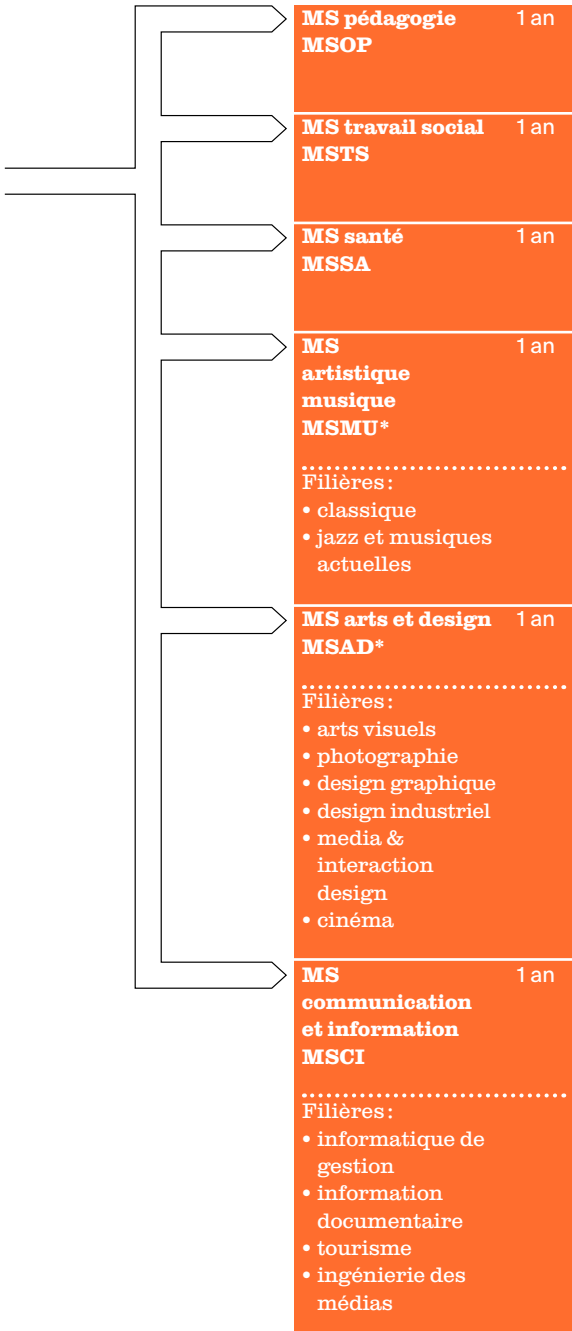 MS pédagogie 1 an
MSOP
MS travail social 1 an
MSTS
MS santé 1 an
MSSA
MS 1 an
artistique
musique
MSMU*
Filières :
• classique
• jazz et musiques
actuelles
MS arts et design 1 an
MSAD*
Filières :
• arts visuels
• photographie
• design graphique
• design industriel
• media &
interaction
design
• cinéma
MS 1 an
communication
et information
MSCI
Filières :
• informatique de
gestion
• information
documentaire
• tourisme
• ingénierie des
médias